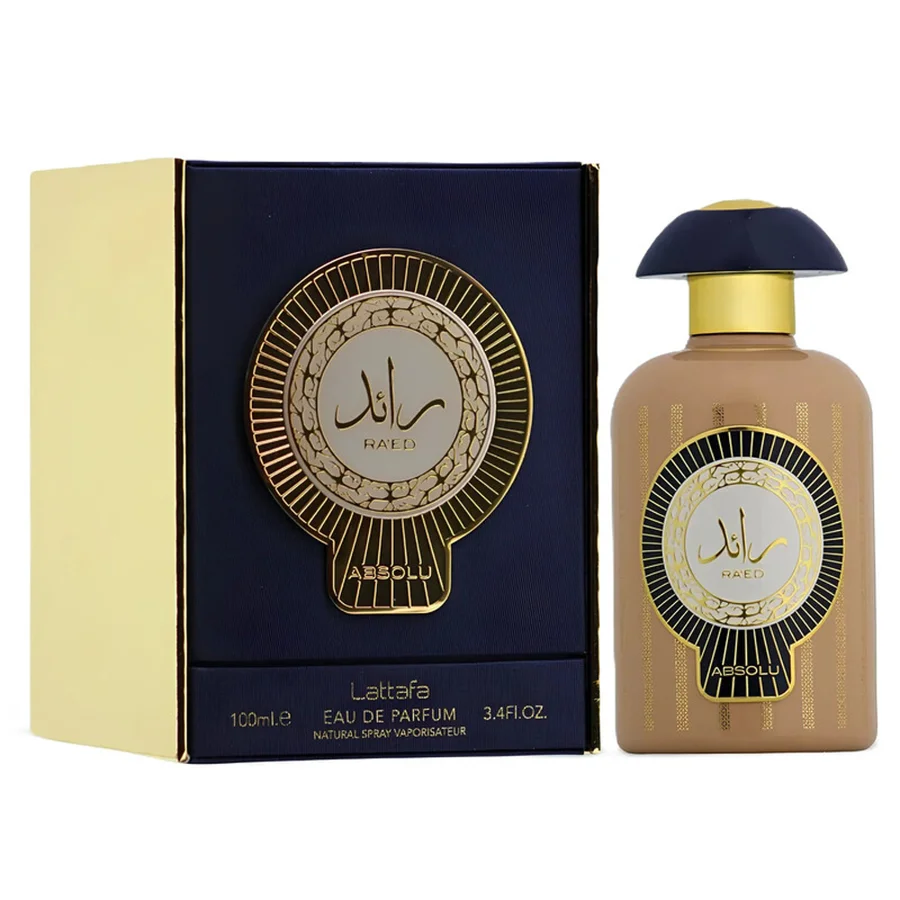 رائد
RA'ED
ABSOLU
Lattafa
100ml.e EAU DE PARFUM 3.4Fl.OZ.
NATURAL SPRAY VAPORISATEUR
رائد
RA'ED
ABSOLU